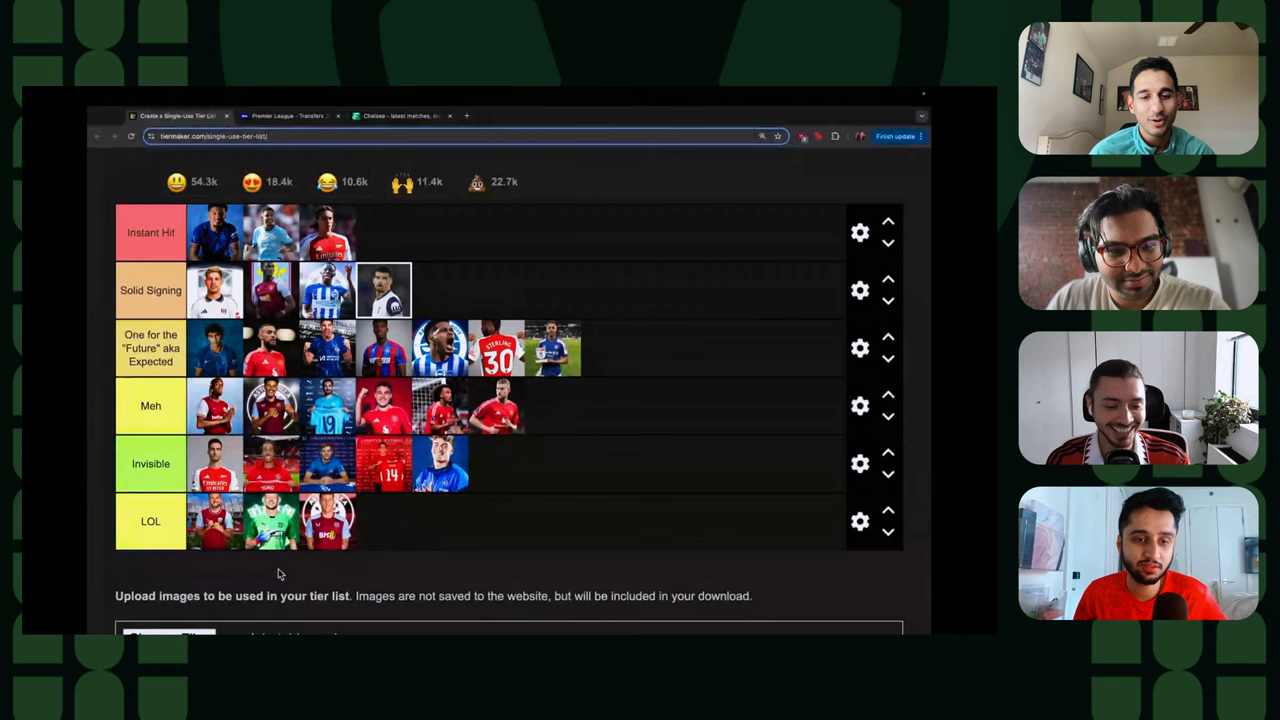 Create a Single-Use Tier List
Premier League - Transfers
Chelsea - latest matches, sc
tiermaker.com/single-use-tier-list/
Finish update
54.3k
18.4k
10.6k
11.4k
22.7k
Instant Hit
Solid Signing
One for the
"Future" aka
Expected
STERLING
30
Meh
19
Invisible
14
LOL
Upload images to be used in your tier list. Images are not saved to the website, but will be included in your download.